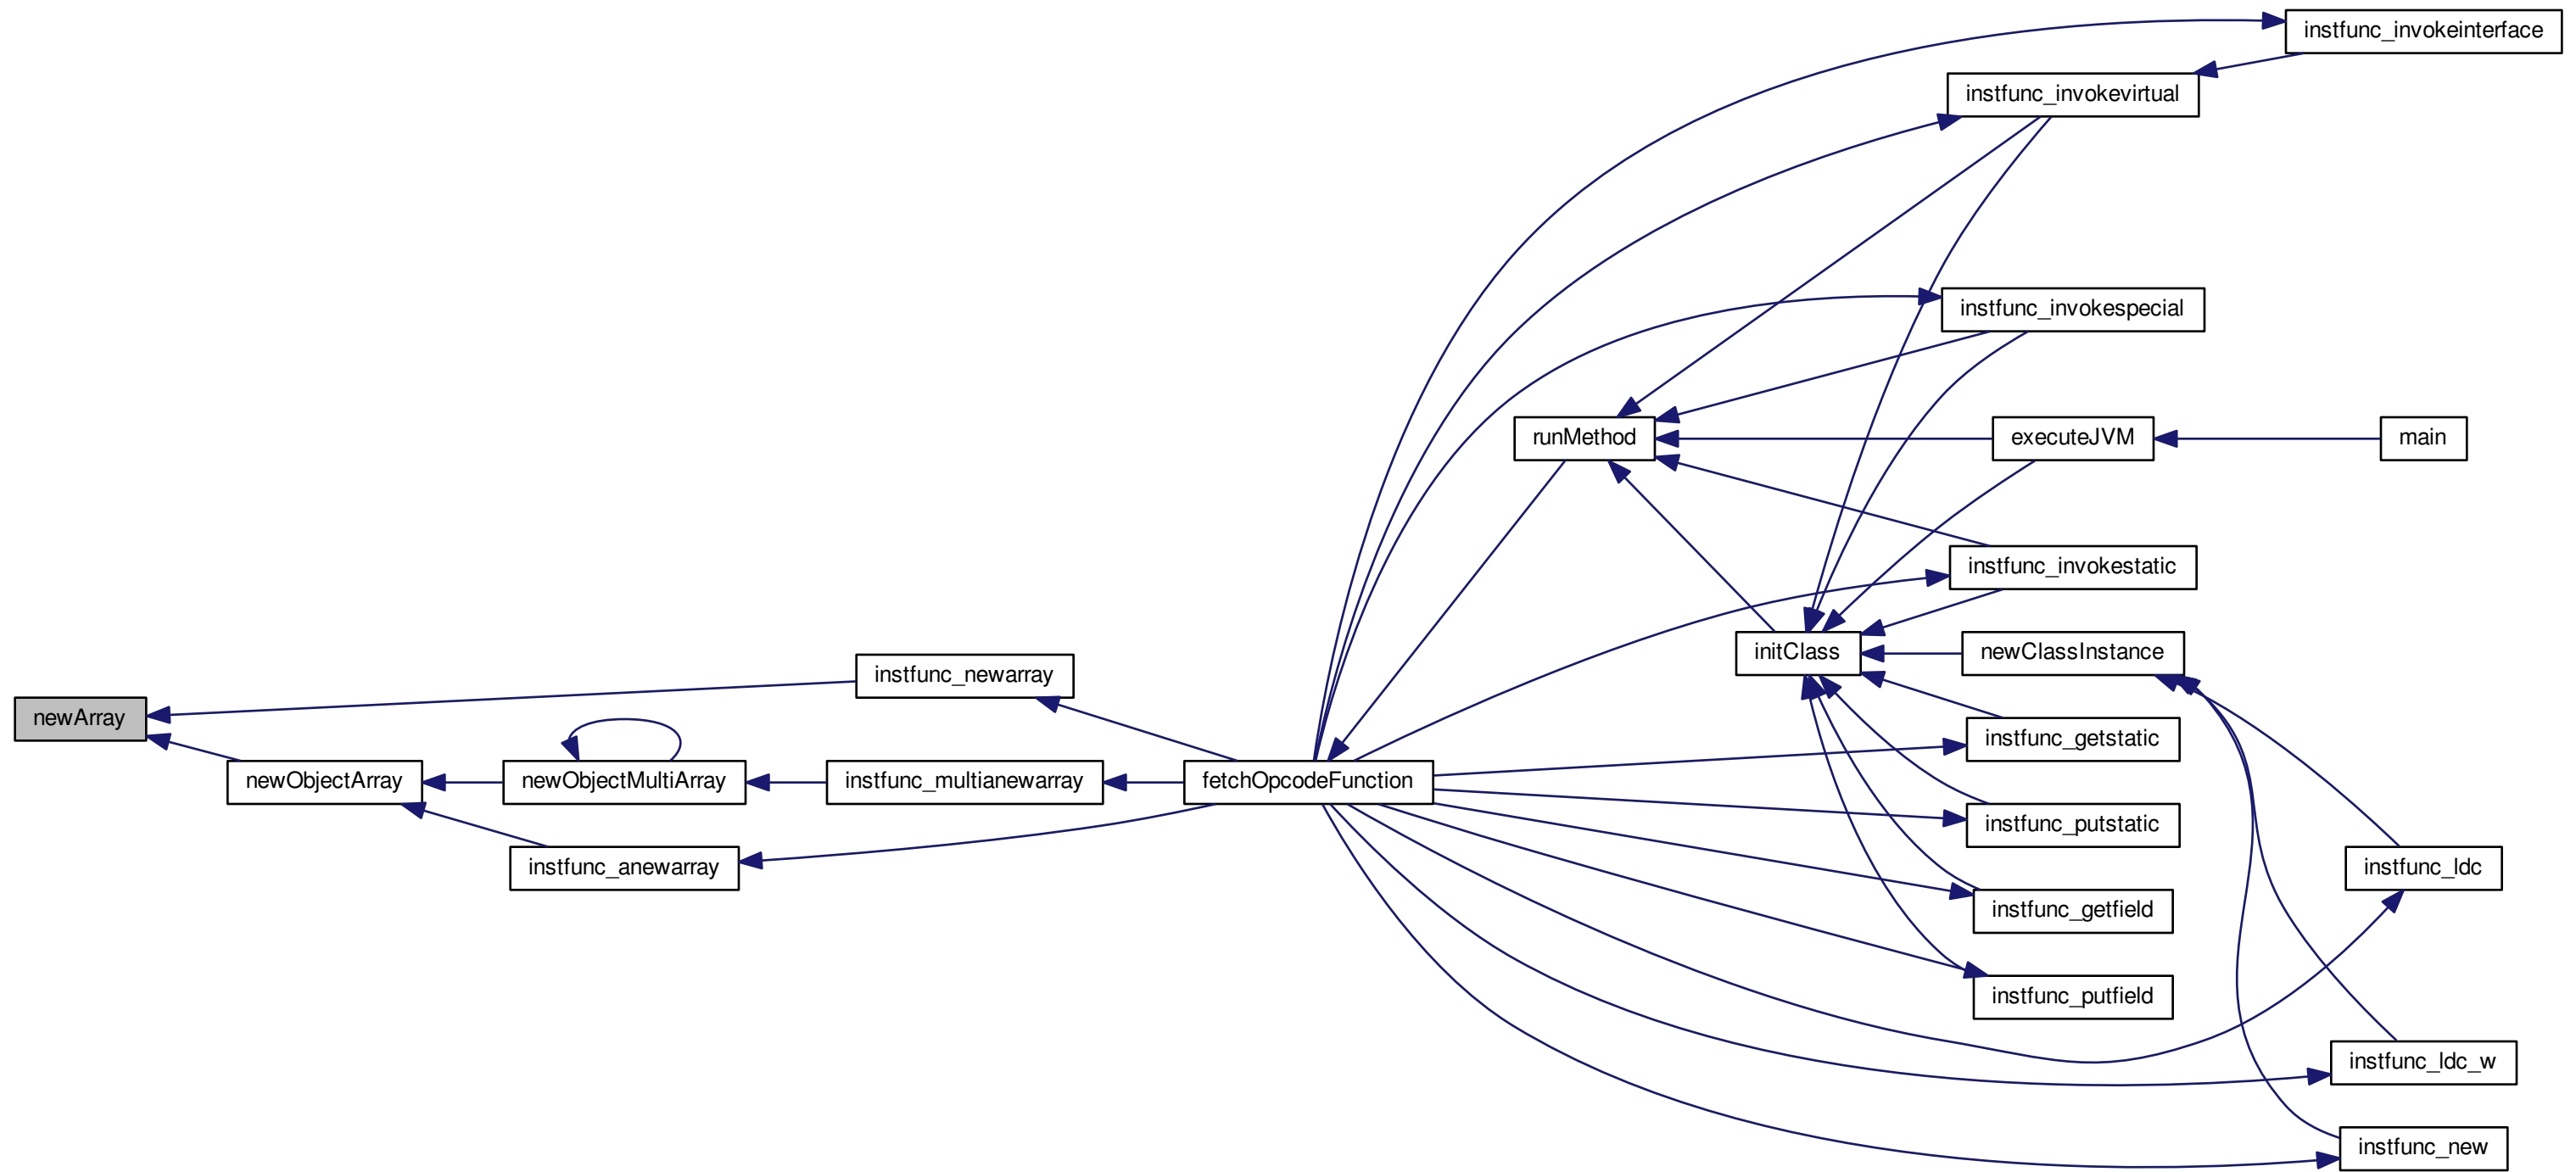 instfunc_invokeinterface
instfunc_invokevirtual
instfunc_invokespecial
runMethod
executeJVM
main
instfunc_invokestatic
initClass
newClassInstance
instfunc_newarray
newArray
instfunc_getstatic
newObjectArray
newObjectMultiArray
instfunc_multianewarray
fetchOpcodeFunction
instfunc_putstatic
instfunc_anewarray
instfunc_ldc
instfunc_getfield
instfunc_putfield
instfunc_ldc_w
instfunc_new